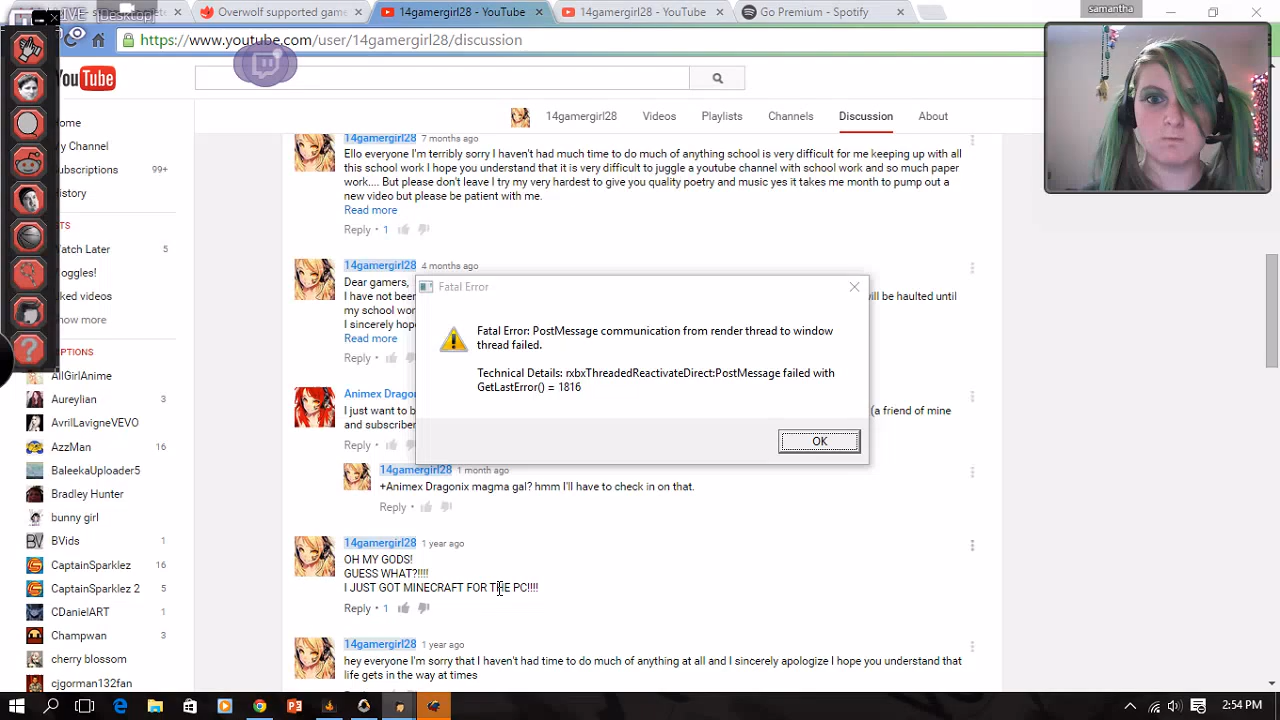 LIVE [Desktop]
Overwolf supported game
14gamergirl28 - YouTube
14gamergirl28 - YouTube
Go Premium - Spotify
samantha
https://www.youtube.com/user/14gamergirl28/discussion
YouTube
14gamergirl28
Videos
Playlists
Channels
Discussion
About
ome
y Channel
ubscriptions 99+
istory
TS
atch Later 5
oggles!
ked videos
how more
IPTIONS
AllGirlAnime
Aureylian 3
AvrilLavigneVEVO
AzzMan 16
BaleekaUploader5
Bradley Hunter
bunny girl
BVids 1
CaptainSparklez 16
CaptainSparklez 2 5
CDanielART 1
Champwan 3
cherry blossom
cjgorman132fan
14gamergirl28 7 months ago
Ello everyone I'm terribly sorry I haven't had much time to do much of anything school is very difficult for me keeping up with all
this school work I hope you understand that it is very difficult to juggle a youtube channel with school work and so much paper
work.... But please don't leave I try my very hardest to give you quality poetry and music yes it takes me month to pump out a
new video but please be patient with me.
Read more
Reply • 1
14gamergirl28 4 months ago
Dear gamers,
I have not been will be haulted until
my school wor
I sincerely hop
Read more
Reply •
Animex Drago
I just want to b (a friend of mine
and subscriber
Reply •
14gamergirl28 1 month ago
+Animex Dragonix magma gal? hmm I'll have to check in on that.
Reply •
14gamergirl28 1 year ago
OH MY GODS!
GUESS WHAT?!!!!
I JUST GOT MINECRAFT FOR THE PC!!!!
Reply • 1
14gamergirl28 1 year ago
hey everyone I'm sorry that I haven't had time to do much of anything at all and I sincerely apologize I hope you understand that
life gets in the way at times
Fatal Error
Fatal Error: PostMessage communication from render thread to window
thread failed.
Technical Details: rxbxThreadedReactivateDirect:PostMessage failed with
GetLastError() = 1816
OK
2:54 PM